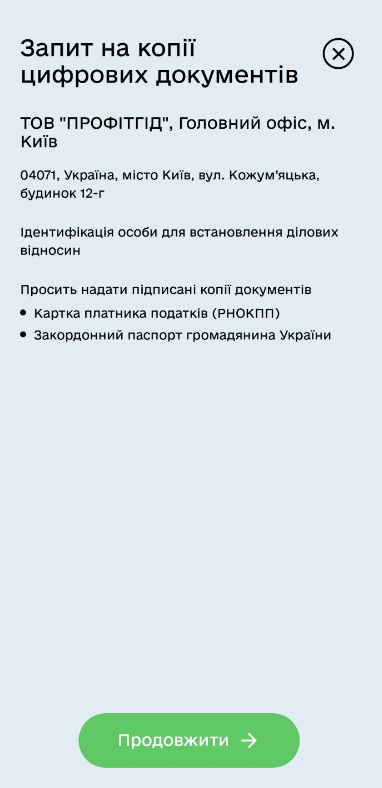 Запит на копії
цифрових документів
ТОВ "ПРОФІТГІД", Головний офіс, м.
Київ
04071, Україна, місто Київ, вул. Кожум’яцька,
будинок 12-г
Ідентифікація особи для встановлення ділових
відносин
Просить надати підписані копії документів
• Картка платника податків (РНОКПП)
• Закордонний паспорт громадянина України
Продовжити →